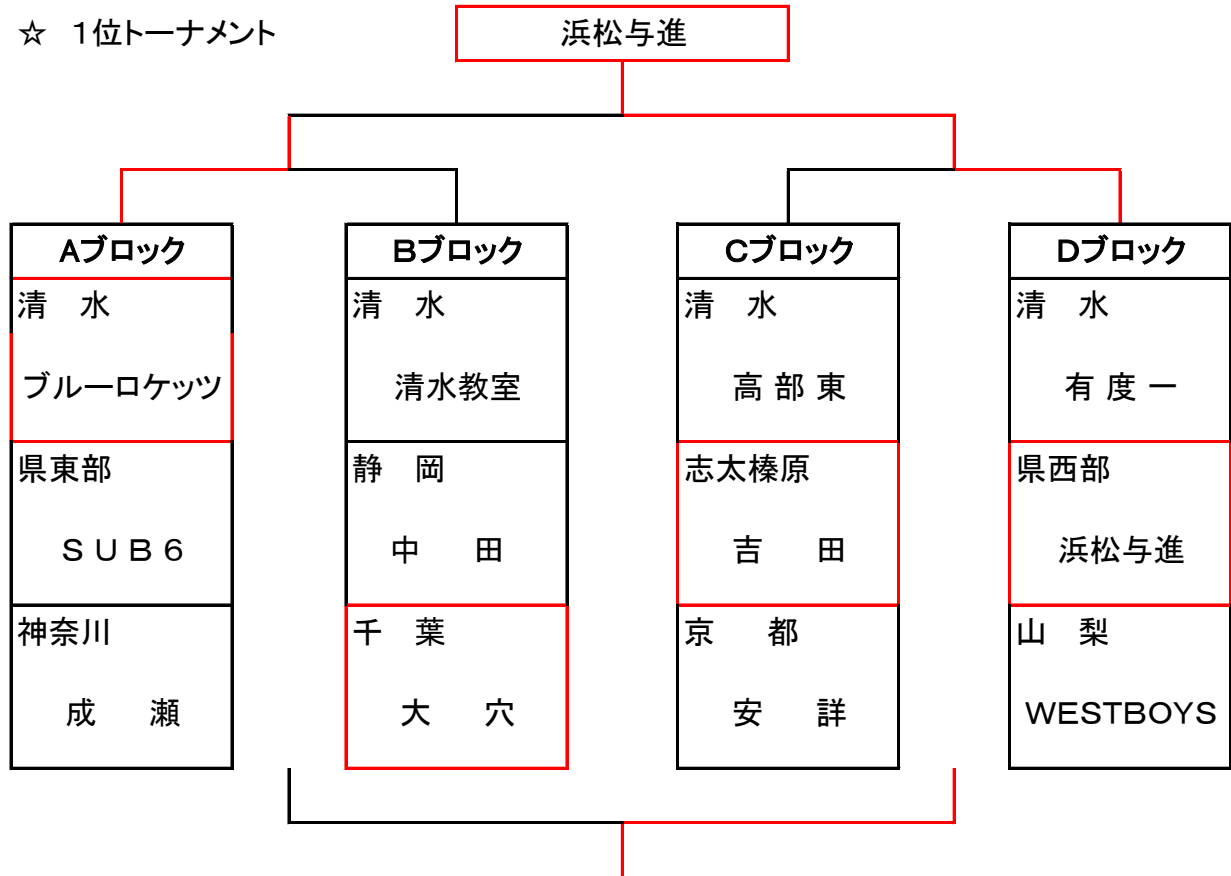 ☆　１位トーナメント
浜松与進
Aブロック　Bブロック　Cブロック　Dブロック
清　水　清　水　清　水　清　水
ブルーロケッツ　清水教室　高 部 東　有 度 一
県東部　静　岡　志太榛原　県西部
ＳＵＢ６　中　　田　吉　　田　浜松与進
神奈川　千　葉　京　　都　山　梨
成　　瀬　大　　穴　安　　詳　WESTBOYS